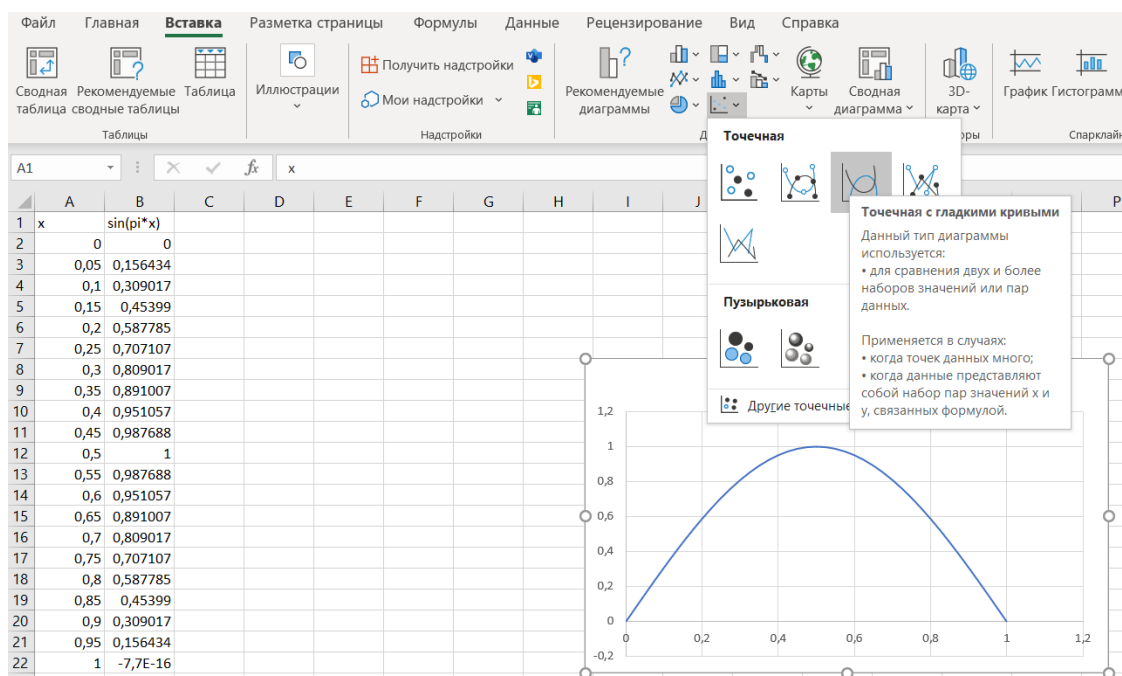 Файл Главная Вставка Разметка страницы Формулы Данные Рецензирование Вид Справка
Сводная таблица
Рекомендуемые сводные таблицы
Таблица
Таблицы
Иллюстрации
Получить надстройки
Мои надстройки
Надстройки
Рекомендуемые диаграммы
Карты
Сводная диаграмма
3D-карта
График
Гистограмм
Спарклайн
A1 fx x
A B C D E F G H I J P
1 x sin(pi*x)
2 0 0
3 0,05 0,156434
4 0,1 0,309017
5 0,15 0,45399
6 0,2 0,587785
7 0,25 0,707107
8 0,3 0,809017
9 0,35 0,891007
10 0,4 0,951057
11 0,45 0,987688
12 0,5 1
13 0,55 0,987688
14 0,6 0,951057
15 0,65 0,891007
16 0,7 0,809017
17 0,75 0,707107
18 0,8 0,587785
19 0,85 0,45399
20 0,9 0,309017
21 0,95 0,156434
22 1 -7,7E-16
Точечная
Пузырьковая
Другие точечные
Точечная с гладкими кривыми
Данный тип диаграммы
используется:
• для сравнения двух и более
наборов значений или пар
данных.
Применяется в случаях:
• когда точек данных много;
• когда данные представляют
собой набор пар значений x и
y, связанных формулой.
1,2
1
0,8
0,6
0,4
0,2
0
-0,2
0 0,2 0,4 0,6 0,8 1 1,2